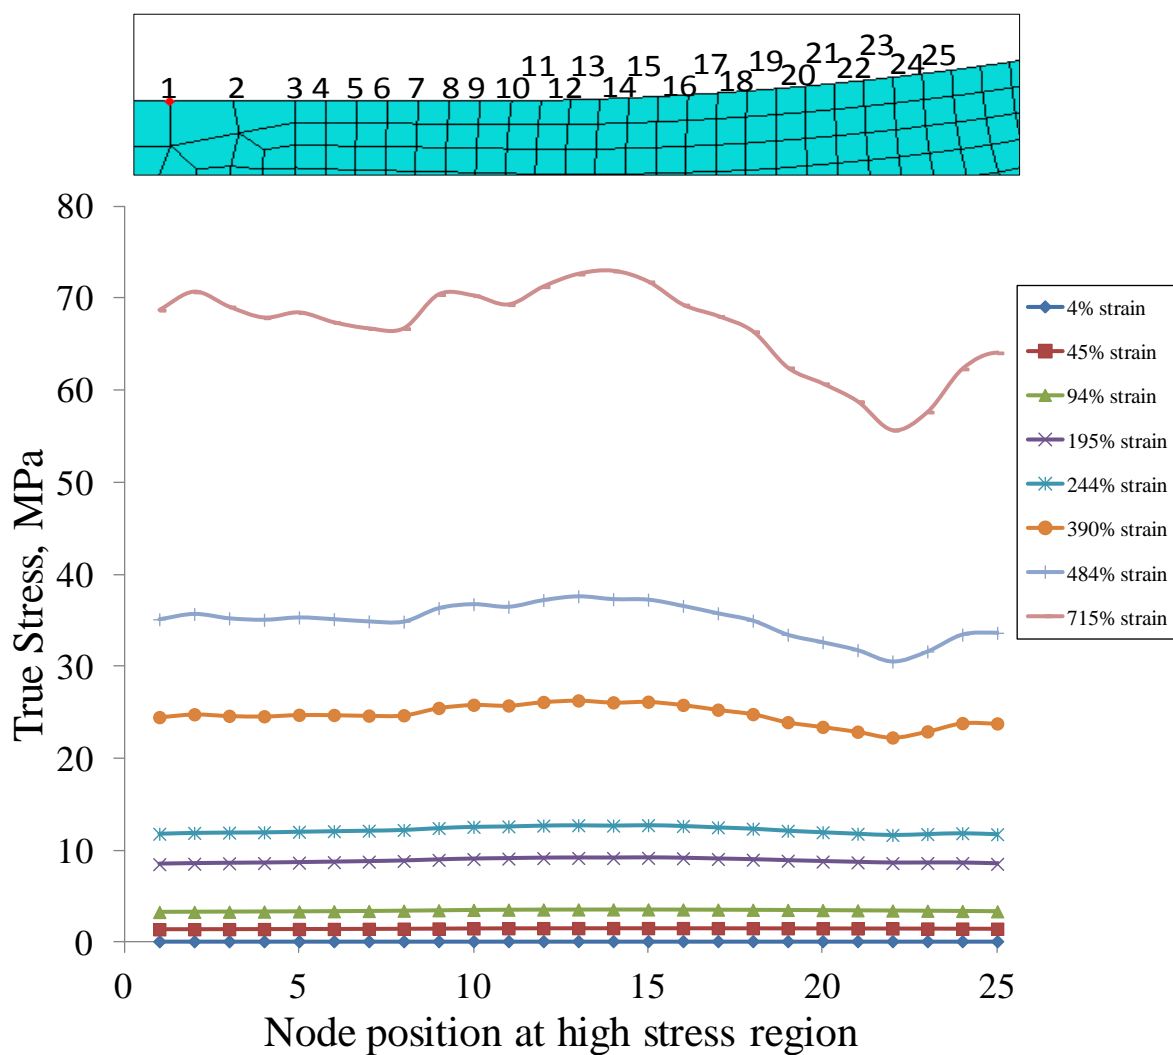 1 2 3 4 5 6 7 8 9 10 11 12 13 14 15 16 17 18 19 20 21 22 23 24 25
80
70
60
50
40
30
20
10
0
True Stress, MPa
0 5 10 15 20 25
Node position at high stress region
4% strain
45% strain
94% strain
195% strain
244% strain
390% strain
484% strain
715% strain